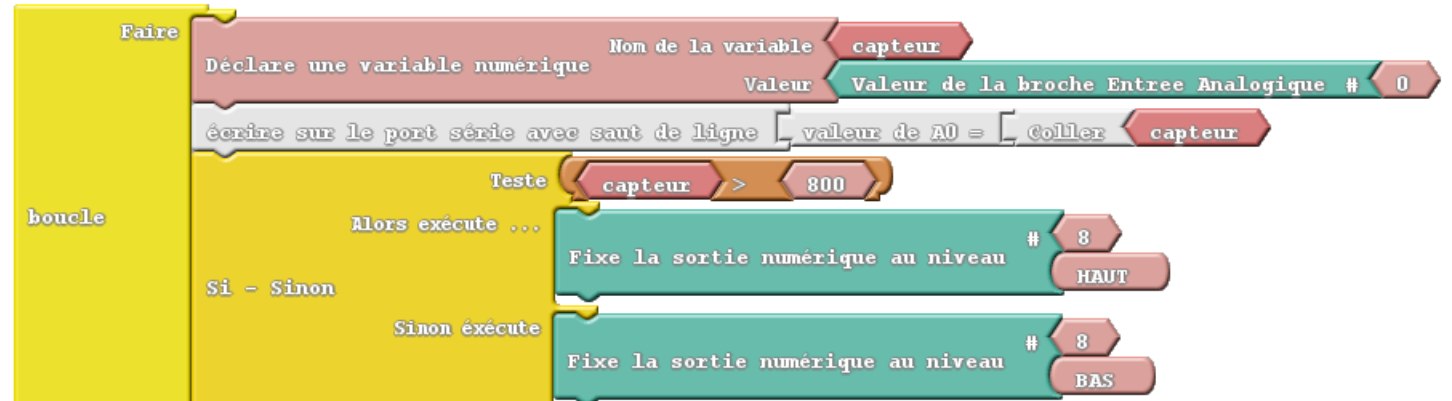 Faire
Déclare une variable numérique
Nom de la variable capteur
Valeur Valeur de la broche Entree Analogique # 0
écrire sur le port série avec saut de ligne valeur de A0 = Coller capteur
boucle
Teste capteur > 800
Alors exécute ...
Fixe la sortie numérique au niveau # 8
HAUT
Si - Sinon
Sinon éxécute
Fixe la sortie numérique au niveau # 8
BAS